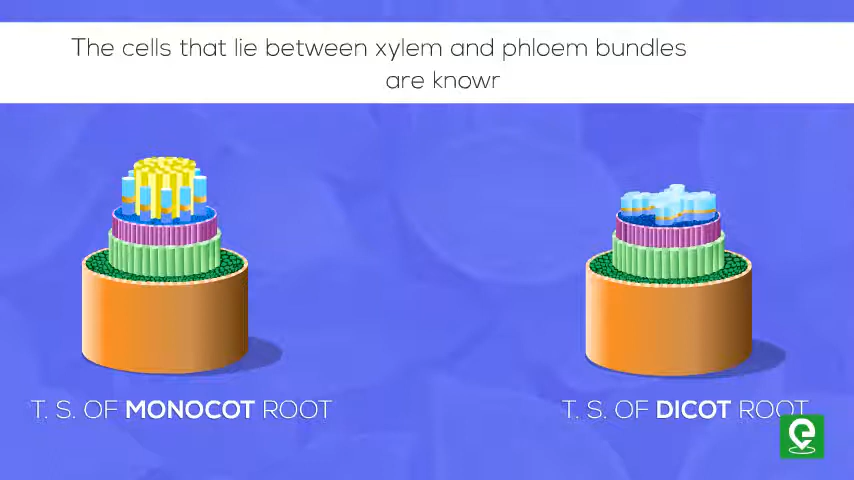 The cells that lie between xylem and phloem bundles
are knowr
T. S. OF MONOCOT ROOT
T. S. OF DICOT ROOT